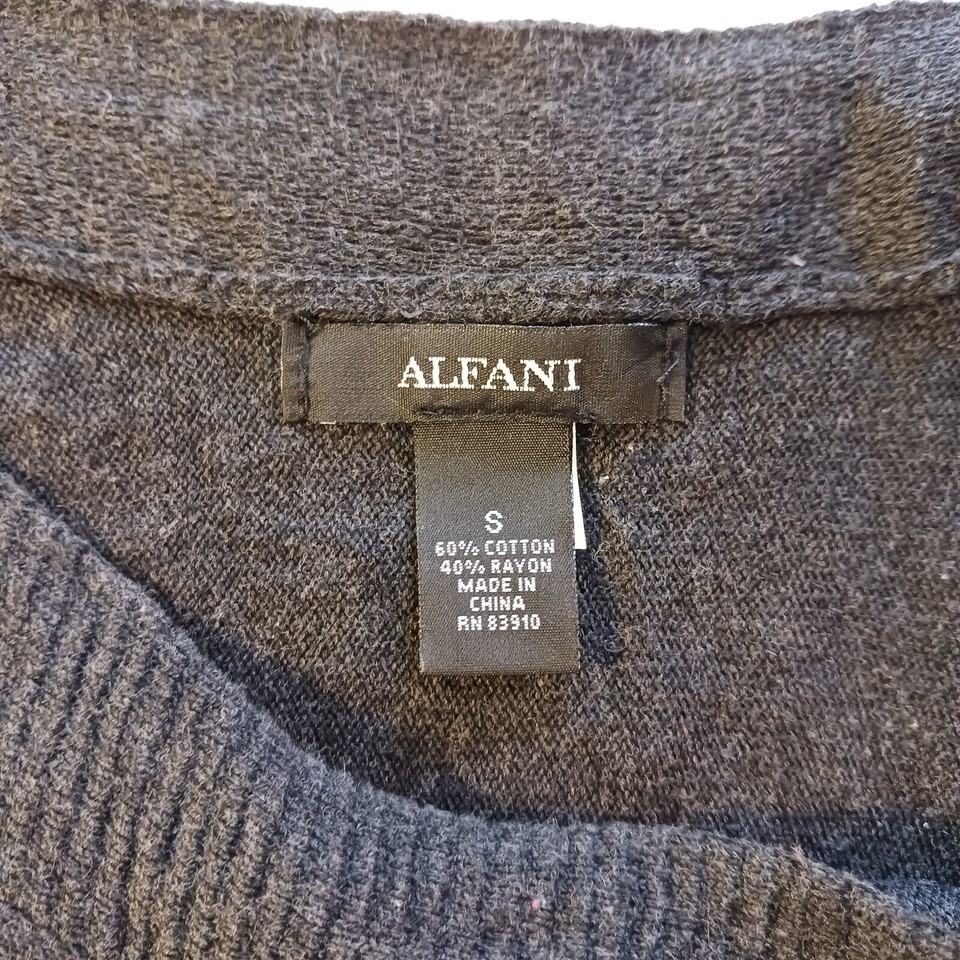 ALFANI
S
60% COTTON
40% RAYON
MADE IN
CHINA
RN 83910